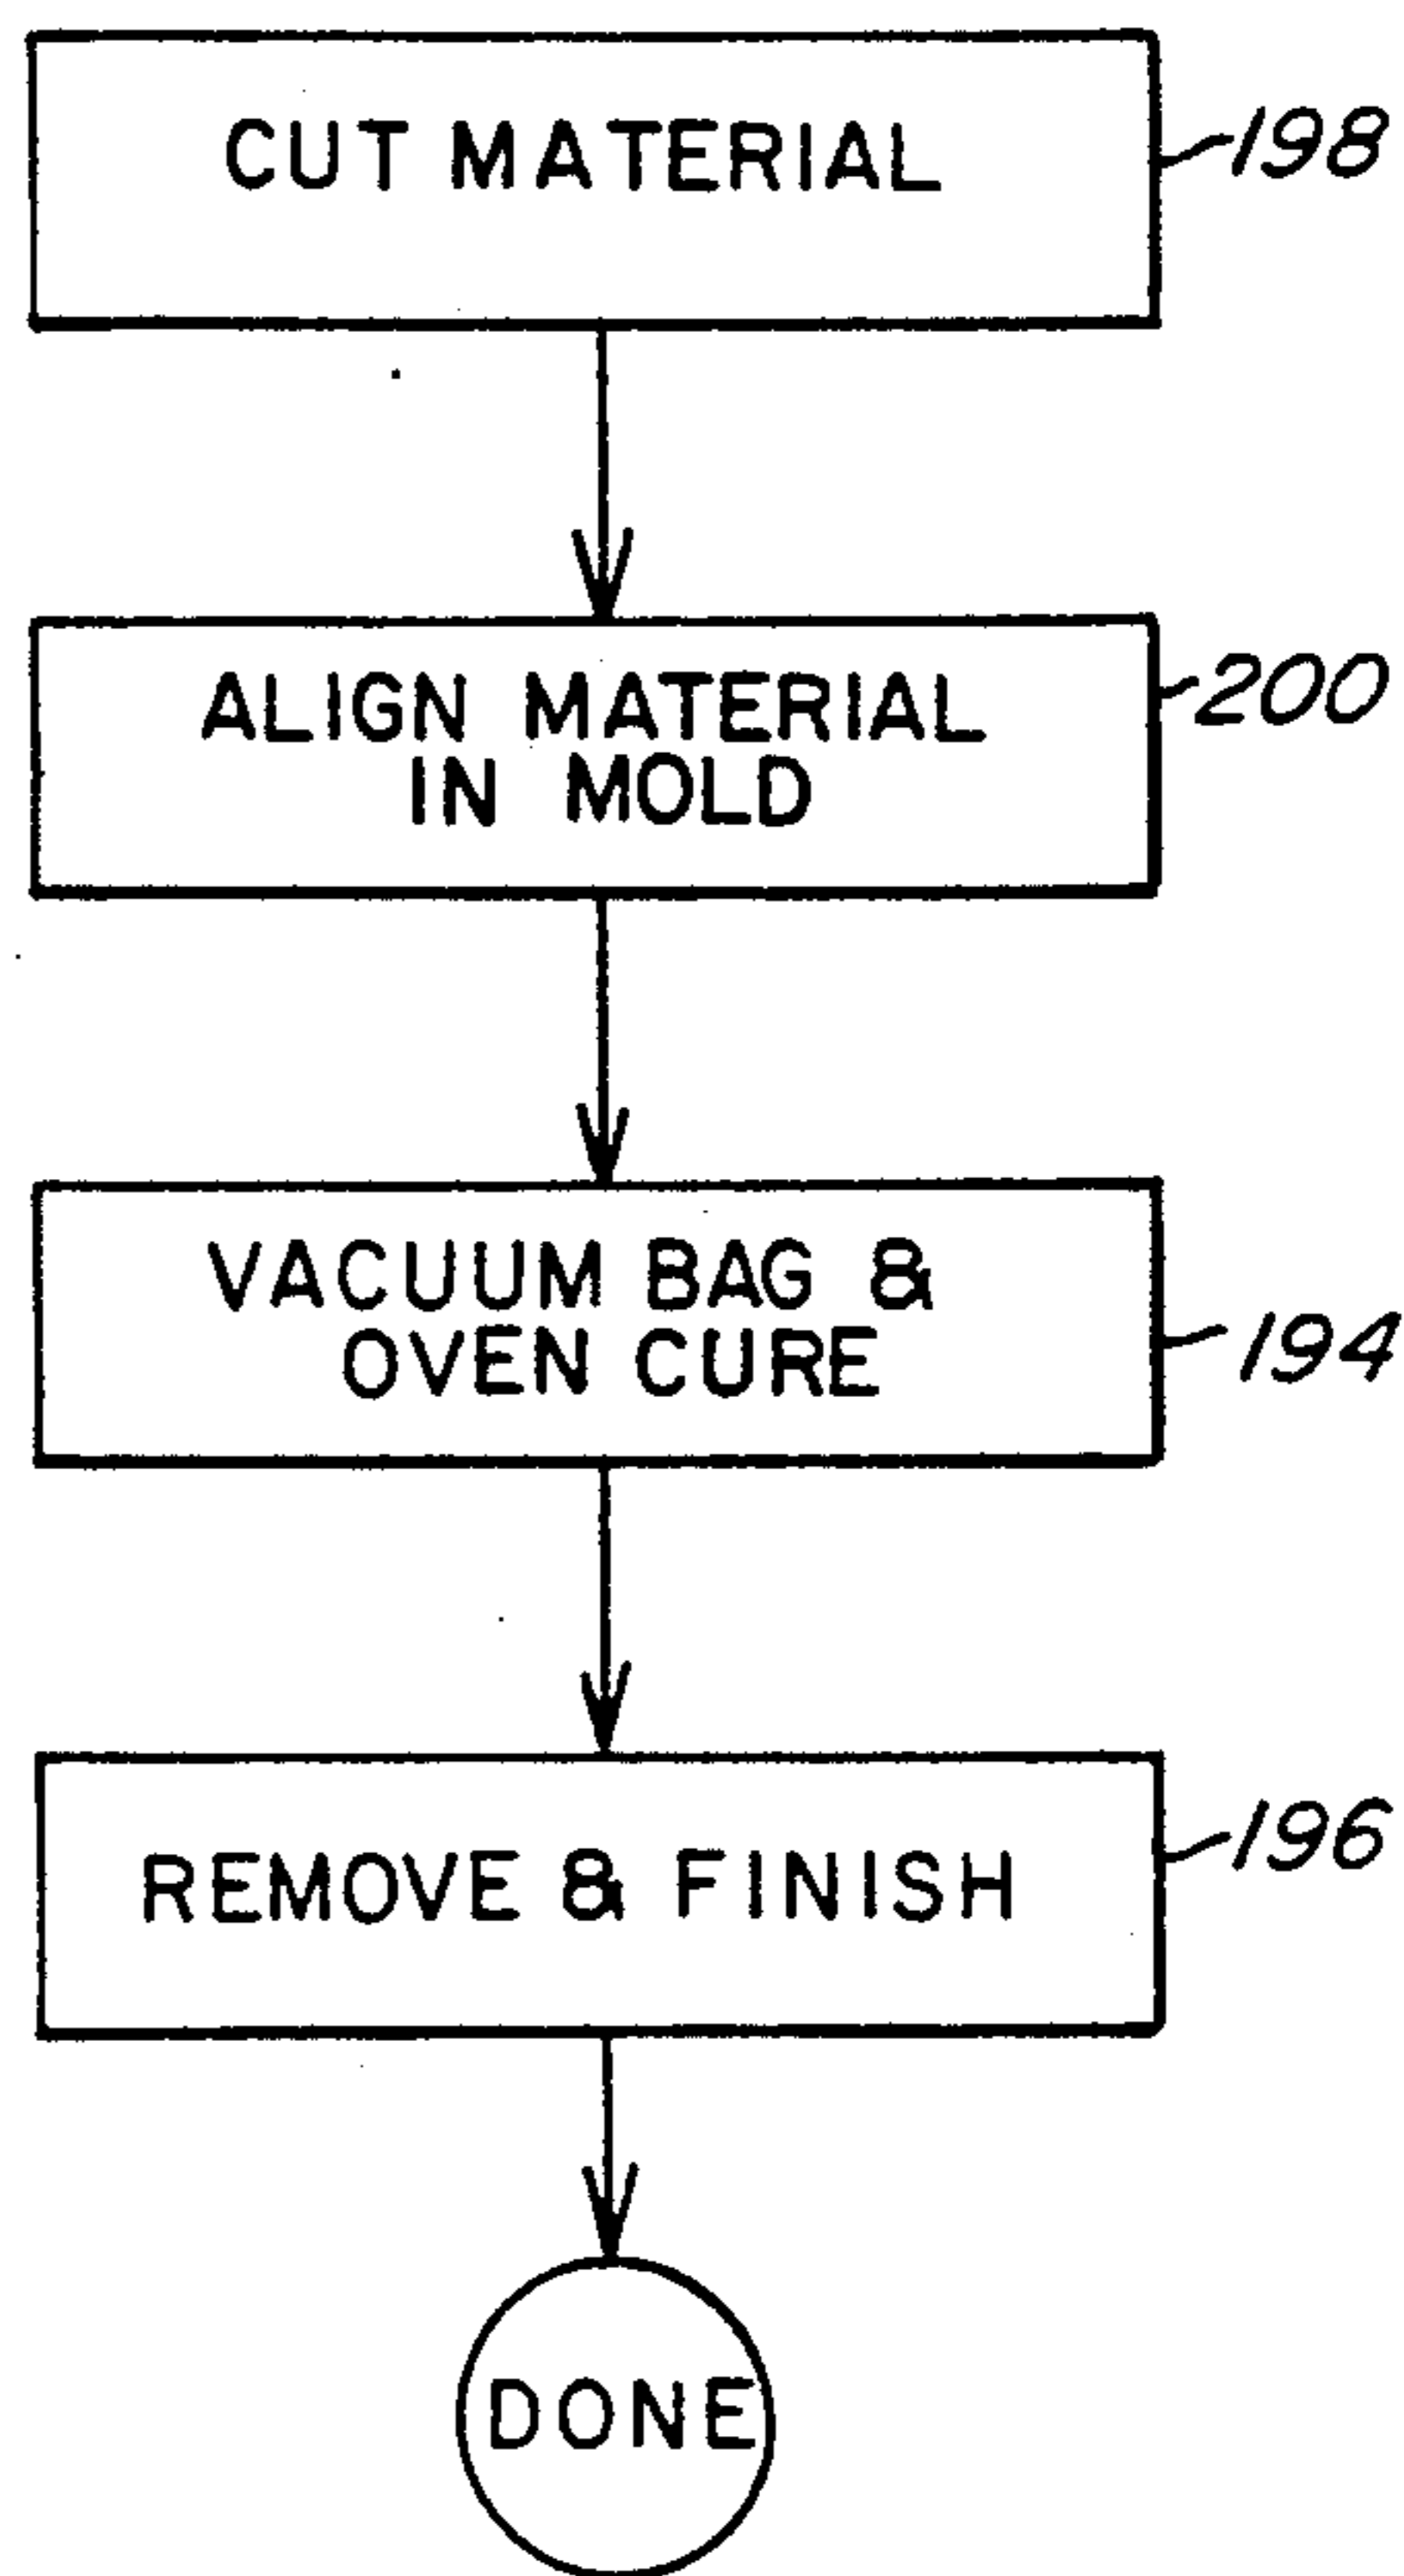 CUT MATERIAL
198
ALIGN MATERIAL
IN MOLD
200
VACUUM BAG &
OVEN CURE
194
REMOVE & FINISH
196
DONE